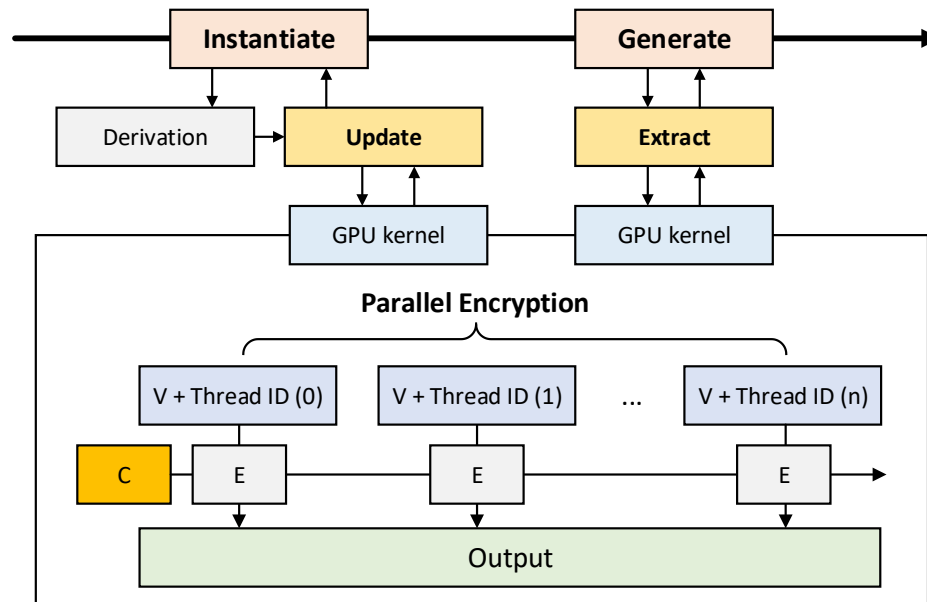 Instantiate
Generate
Derivation
Update
Extract
GPU kernel
GPU kernel
Parallel Encryption
V + Thread ID (0)
V + Thread ID (1)
...
V + Thread ID (n)
C
E
E
E
Output